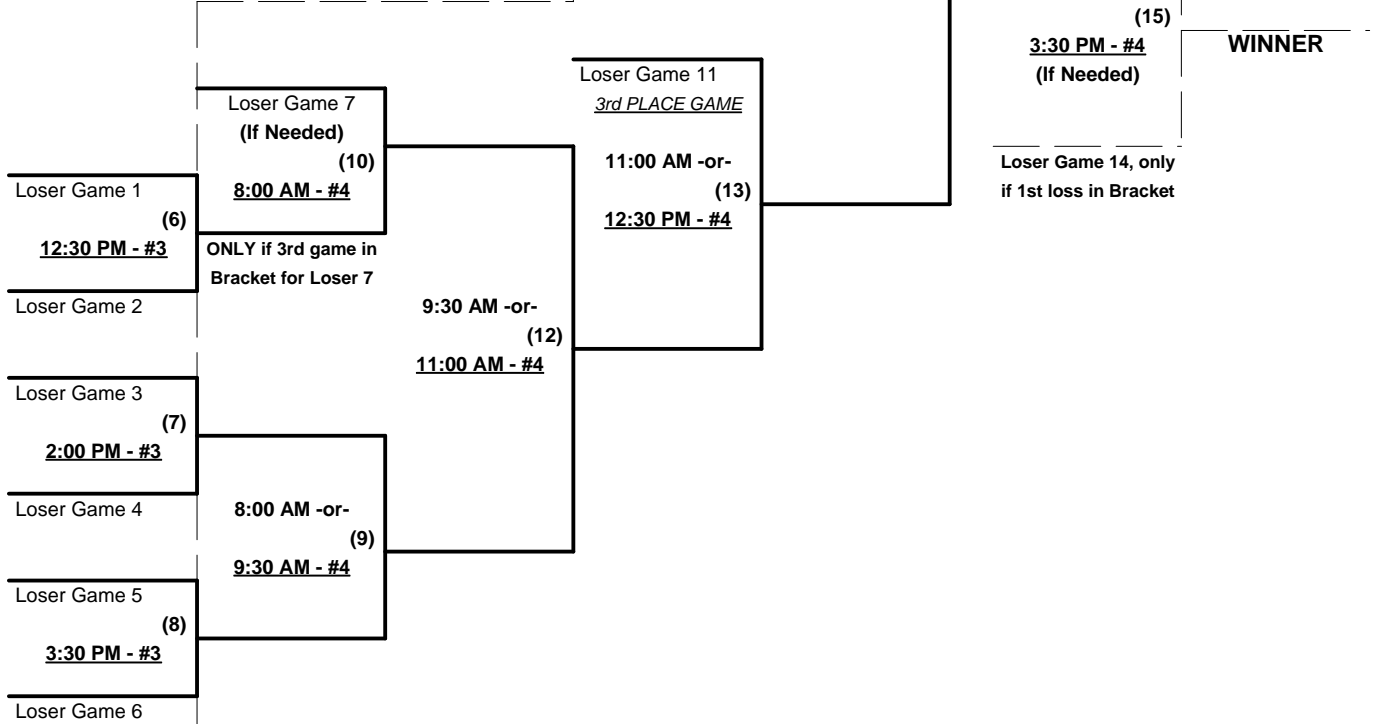 (15)
3:30 PM - #4
(If Needed)
WINNER
Loser Game 11
3rd PLACE GAME
Loser Game 7
(If Needed)
(10)
8:00 AM - #4
11:00 AM -or-
(13)
12:30 PM - #4
Loser Game 14, only
if 1st loss in Bracket
Loser Game 1
(6)
12:30 PM - #3
ONLY if 3rd game in
Bracket for Loser 7
Loser Game 2
9:30 AM -or-
(12)
11:00 AM - #4
Loser Game 3
(7)
2:00 PM - #3
Loser Game 4
8:00 AM -or-
(9)
9:30 AM - #4
Loser Game 5
(8)
3:30 PM - #3
Loser Game 6